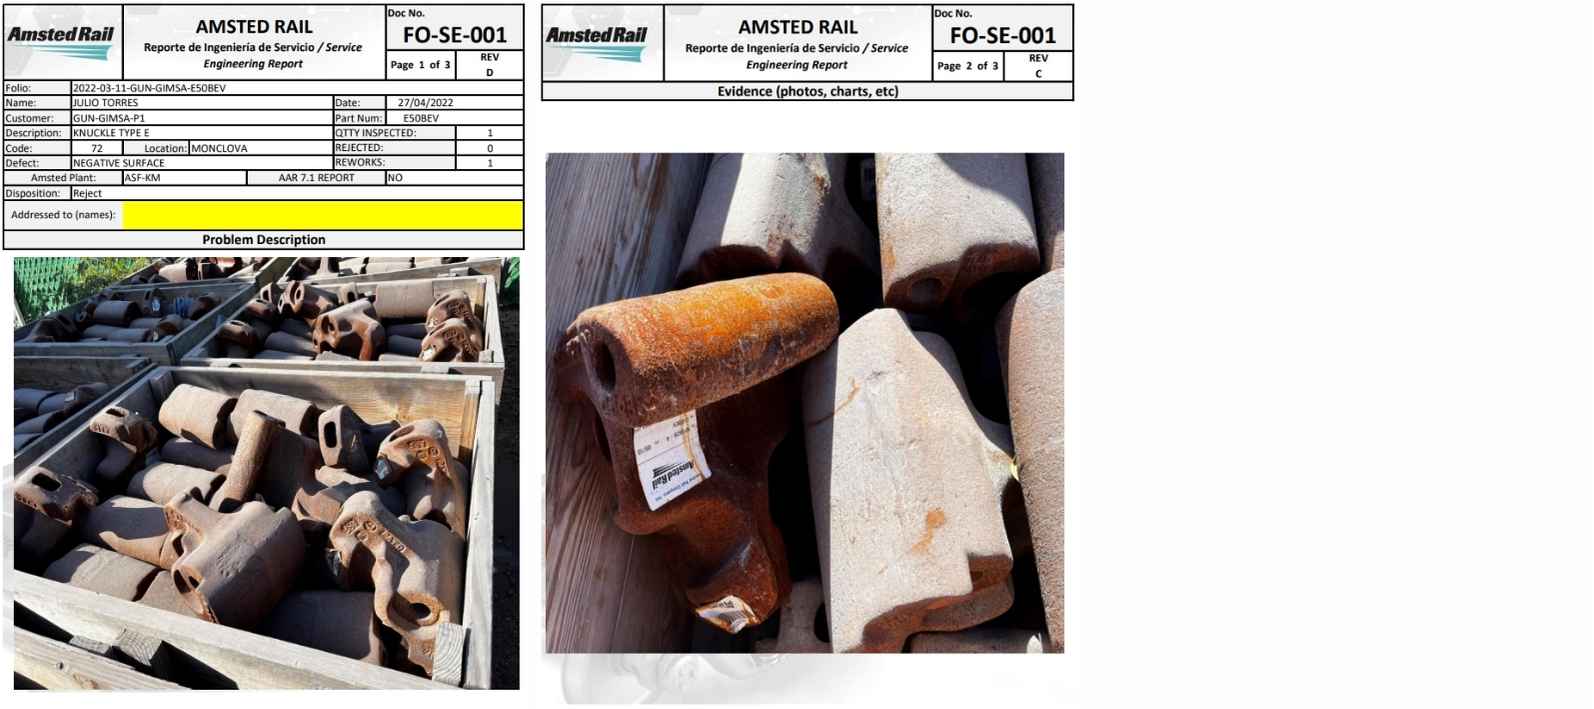 Amsted Rail
AMSTED RAIL
Reporte de Ingeniería de Servicio / Service
Engineering Report
Doc No.
FO-SE-001
Page 1 of 3
REV
D
Folio: 2022-03-11-GUN-GIMSA-E50BEV
Name: JULIO TORRES Date: 27/04/2022
Customer: GUN-GIMSA-P1 Part Num: E50BEV
Description: KNUCKLE TYPE E QTTY INSPECTED: 1
Code: 72 Location: MONCLOVA REJECTED: 0
Defect: NEGATIVE SURFACE REWORKS: 1
Amsted Plant: ASF-KM AAR 7.1 REPORT NO
Disposition: Reject
Addressed to (names):
Problem Description
Amsted Rail
AMSTED RAIL
Reporte de Ingeniería de Servicio / Service
Engineering Report
Doc No.
FO-SE-001
Page 2 of 3
REV
C
Evidence (photos, charts, etc)
Amsted Rail